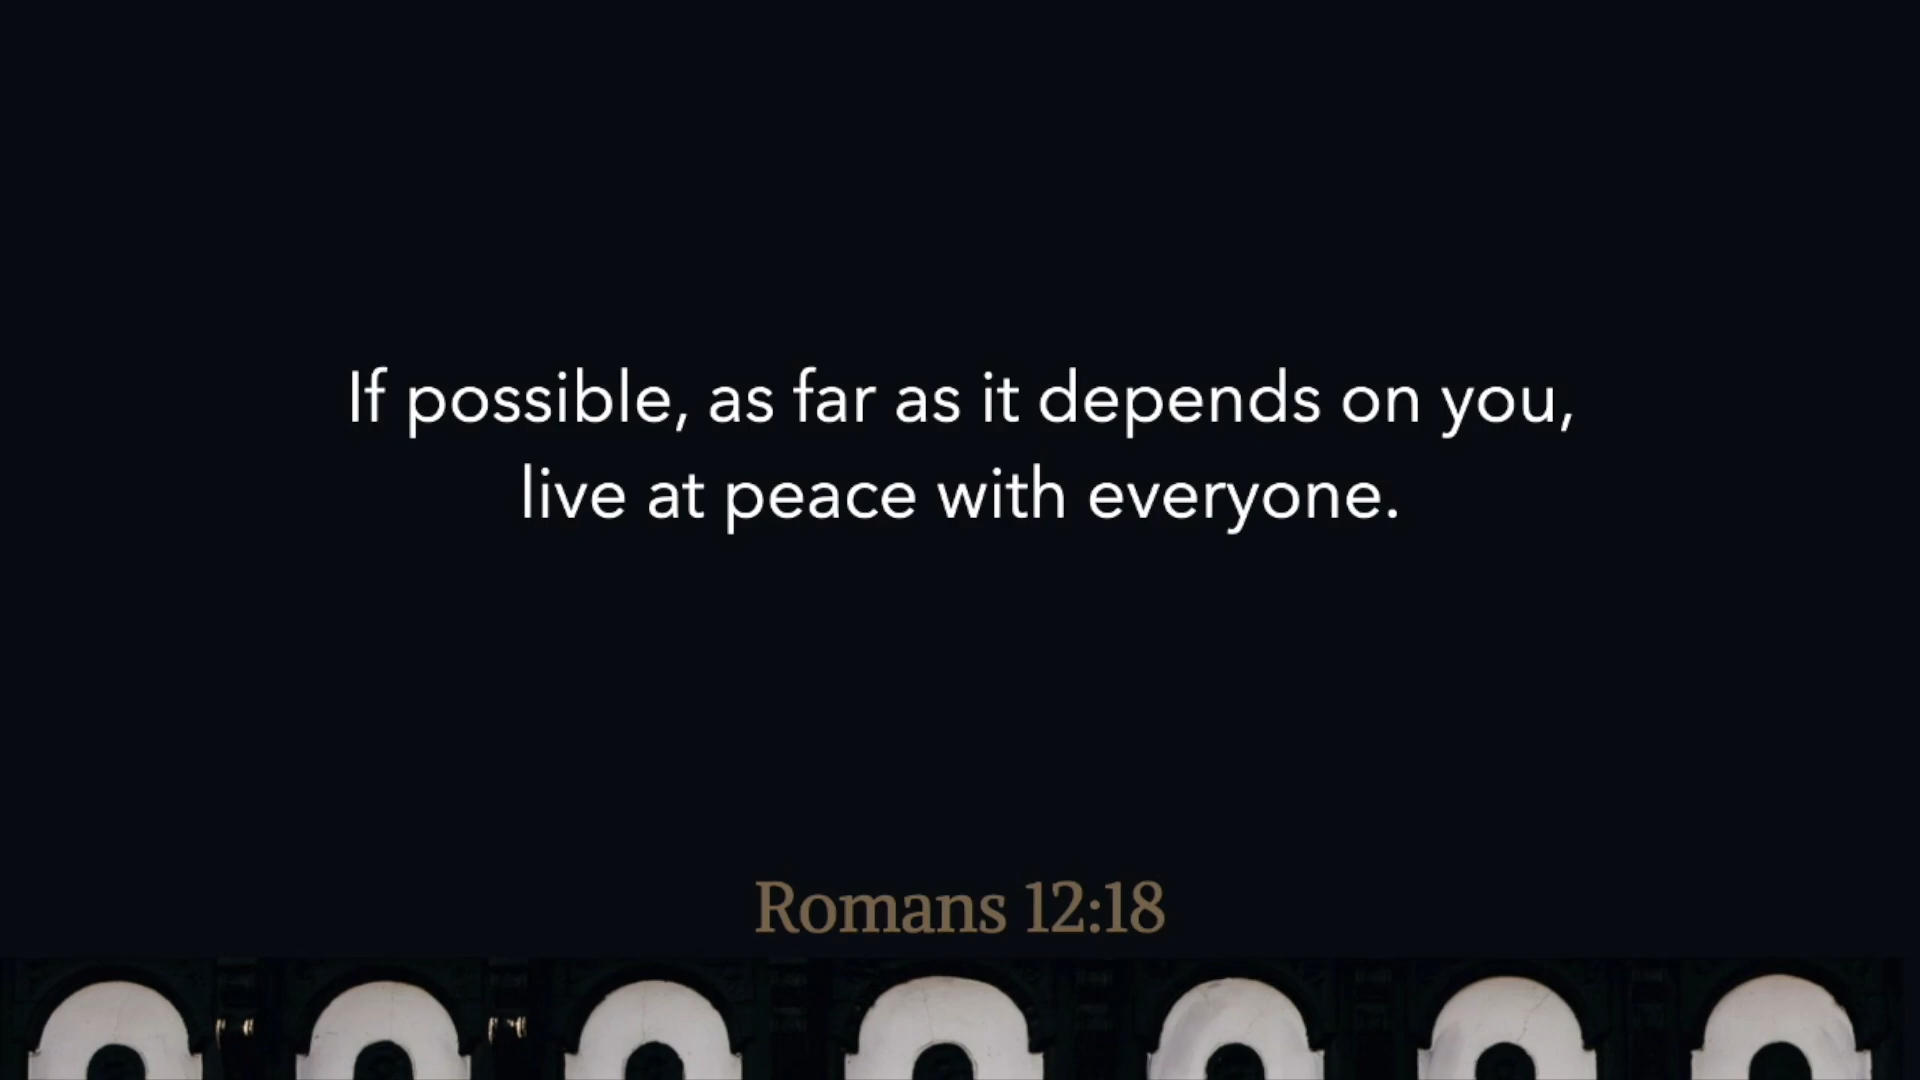 If possible, as far as it depends on you,
live at peace with everyone.
Romans 12:18